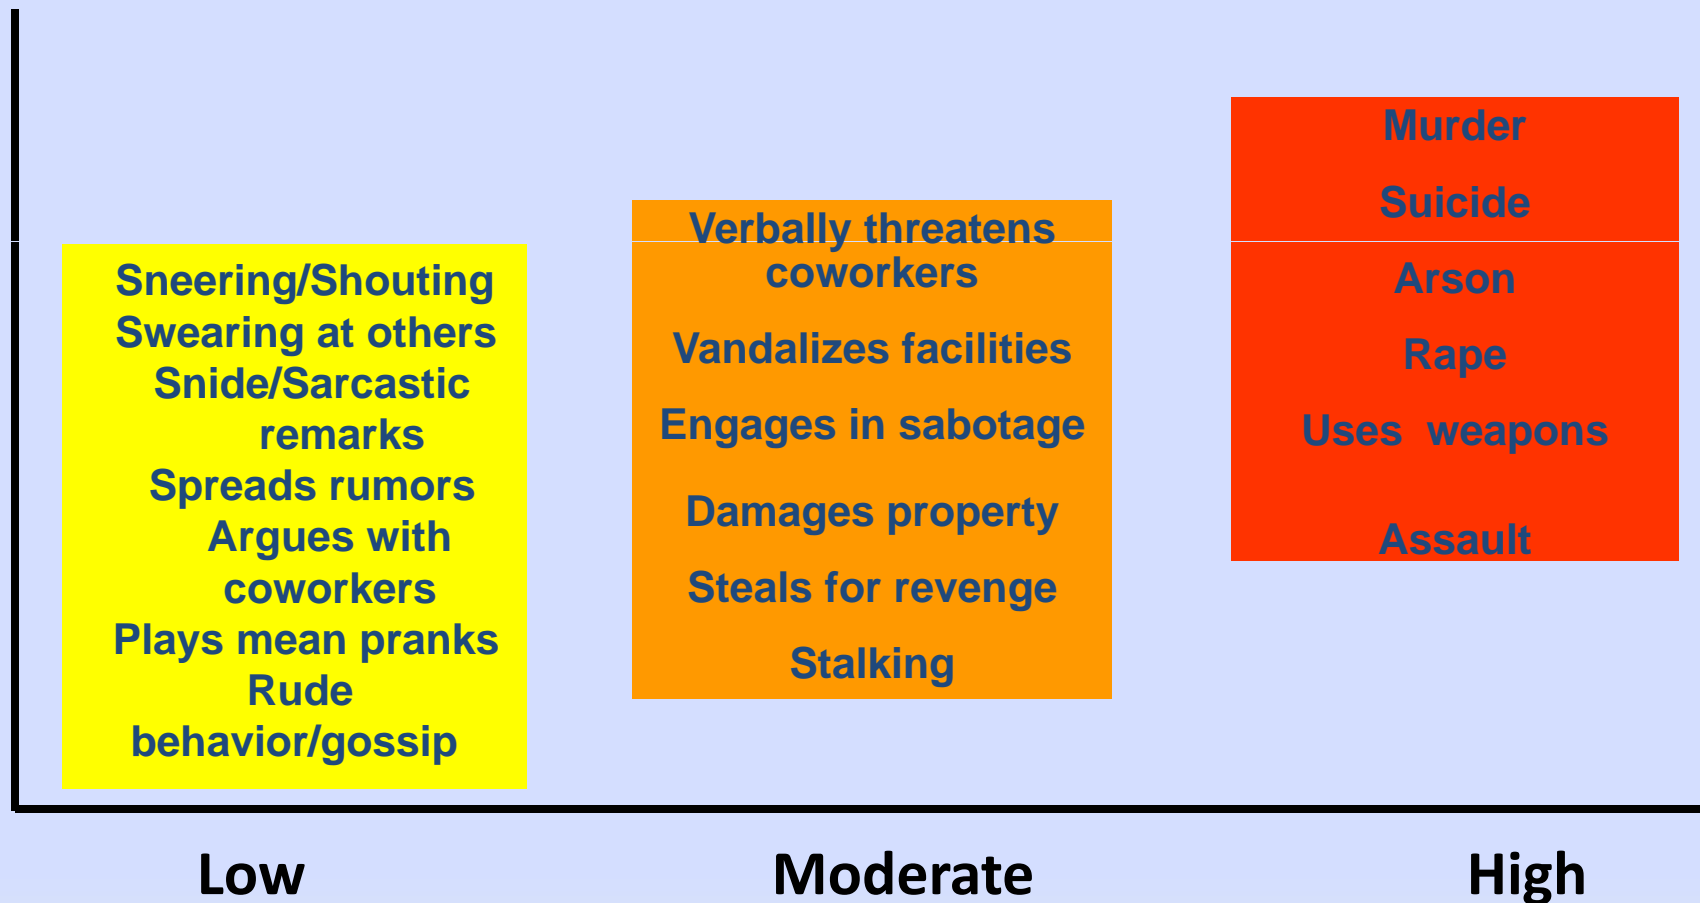 Sneering/Shouting
Swearing at others
Snide/Sarcastic
remarks
Spreads rumors
Argues with
coworkers
Plays mean pranks
Rude
behavior/gossip
Verbally threatens
coworkers
Vandalizes facilities
Engages in sabotage
Damages property
Steals for revenge
Stalking
Murder
Suicide
Arson
Rape
Uses  weapons
Assault
Low
Moderate
High